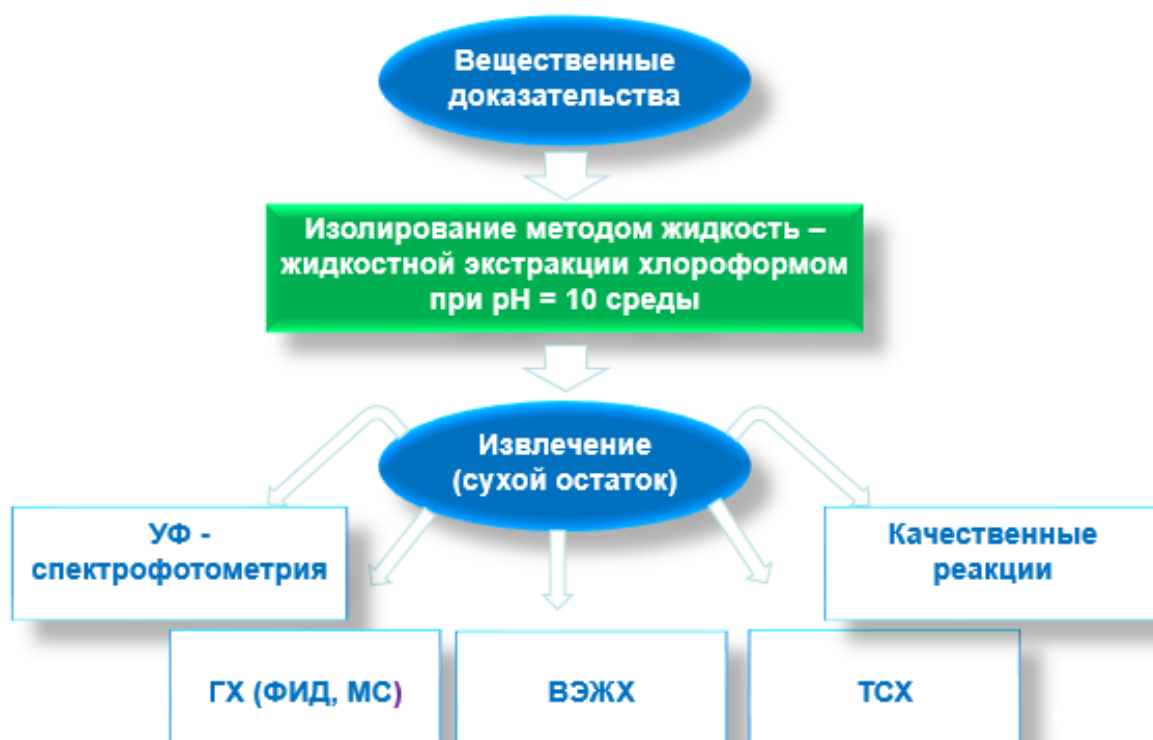 Вещественные
доказательства
Изолирование методом жидкость –
жидкостной экстракции хлороформом
при pH = 10 среды
Извлечение
(сухой остаток)
УФ -
спектрофотометрия
Качественные
реакции
ГХ (ФИД, МС)
ВЭЖХ
ТСХ